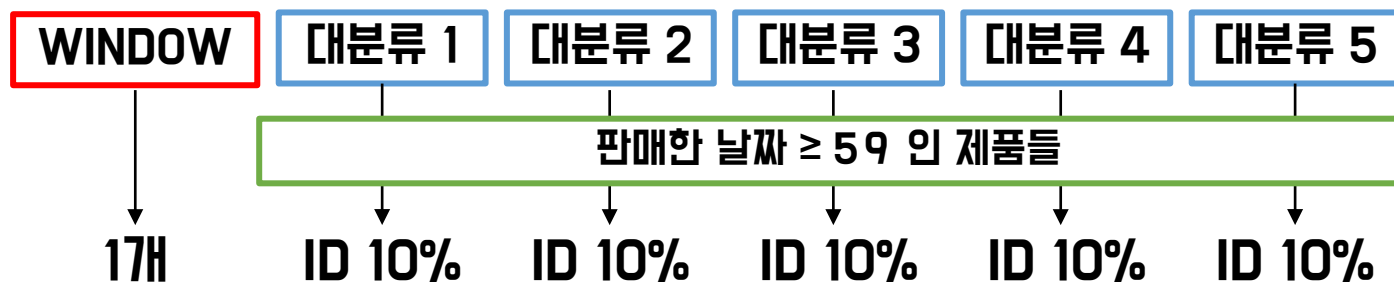 WINDOW 대분류 1 대분류 2 대분류 3 대분류 4 대분류 5
판매한 날짜 ≥ 59 인 제품들
1개 ID 10% ID 10% ID 10% ID 10% ID 10%